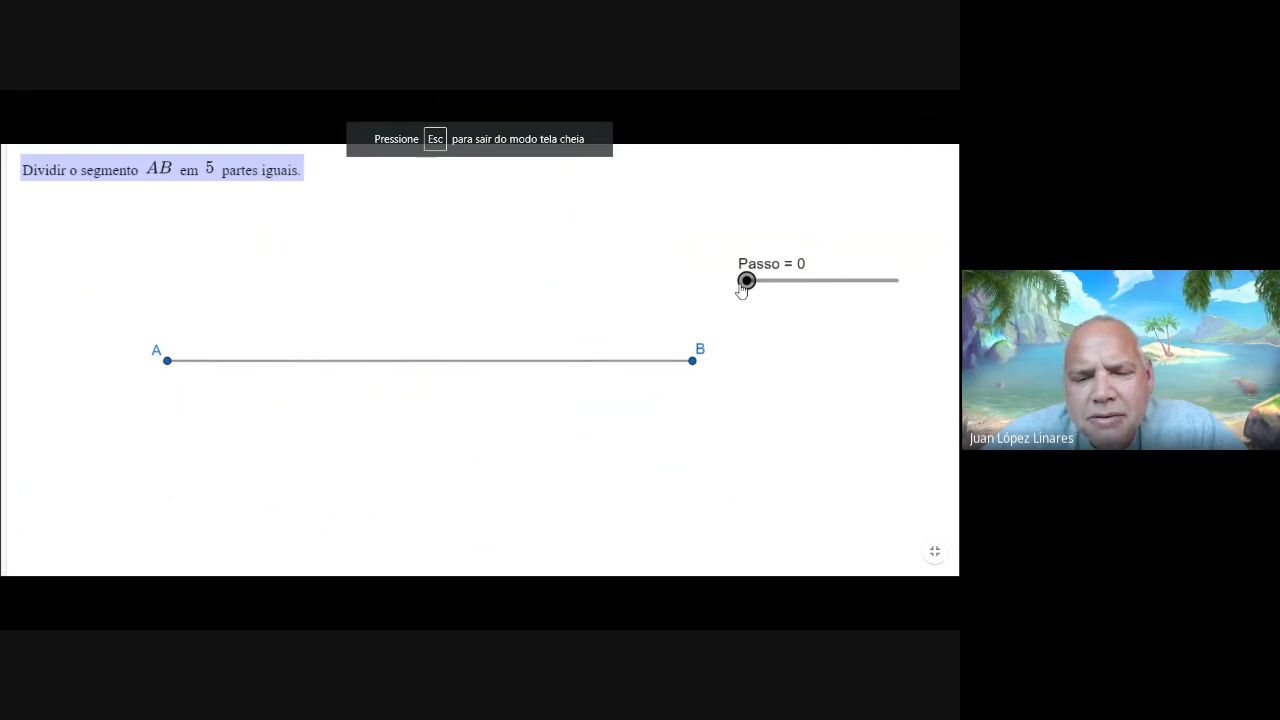 Pressione Esc para sair do modo tela cheia
Dividir o segmento AB em 5 partes iguais.
Passo = 0
A
B
Juan López Linares